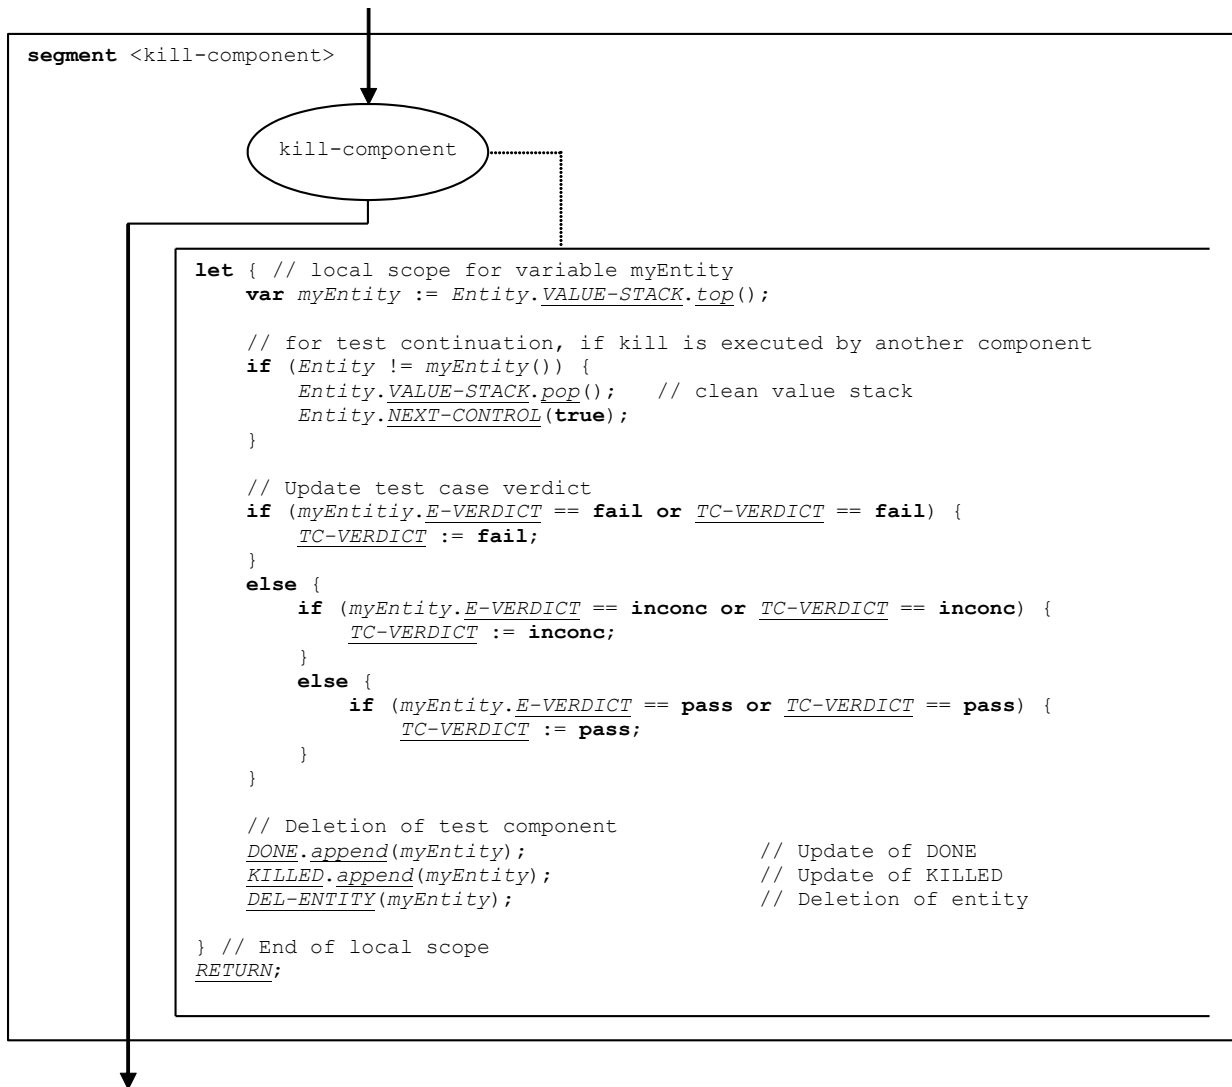 segment <kill-component>
kill-component
let { // local scope for variable myEntity
var myEntity := Entity.VALUE-STACK.top();
// for test continuation, if kill is executed by another component
if (Entity != myEntity()) {
Entity.VALUE-STACK.pop(); // clean value stack
Entity.NEXT-CONTROL(true);
}
// Update test case verdict
if (myEntitiy.E-VERDICT == fail or TC-VERDICT == fail) {
TC-VERDICT := fail;
}
else {
if (myEntity.E-VERDICT == inconc or TC-VERDICT == inconc) {
TC-VERDICT := inconc;
}
else {
if (myEntity.E-VERDICT == pass or TC-VERDICT == pass) {
TC-VERDICT := pass;
}
}
// Deletion of test component
DONE.append(myEntity); // Update of DONE
KILLED.append(myEntity); // Update of KILLED
DEL-ENTITY(myEntity); // Deletion of entity
} // End of local scope
RETURN;